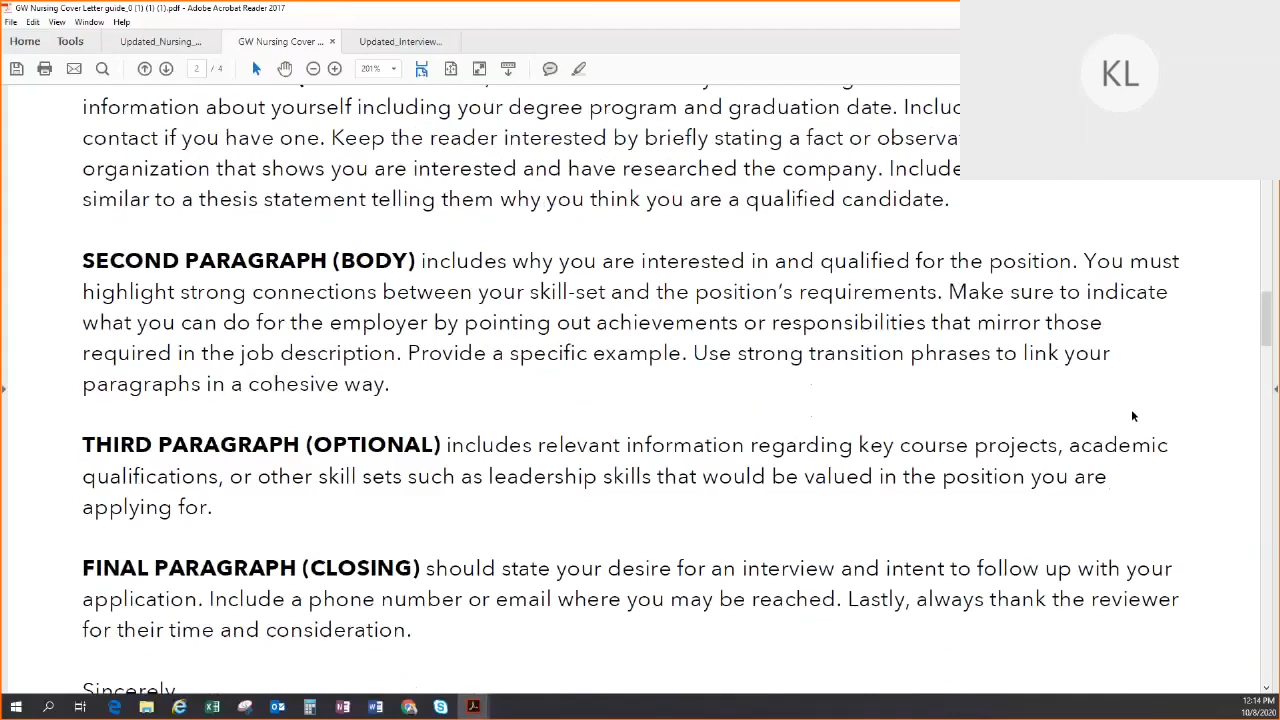 GW Nursing Cover Letter guide_0 (1) (1) (1).pdf - Adobe Acrobat Reader 2017
File Edit View Window Help
Home Tools Updated_Nursing_... GW Nursing Cover ... × Updated_Interview...
2 / 4 201%
KL
information about yourself including your degree program and graduation date. Includ
contact if you have one. Keep the reader interested by briefly stating a fact or observat
organization that shows you are interested and have researched the company. Include
similar to a thesis statement telling them why you think you are a qualified candidate.
SECOND PARAGRAPH (BODY) includes why you are interested in and qualified for the position. You must
highlight strong connections between your skill-set and the position's requirements. Make sure to indicate
what you can do for the employer by pointing out achievements or responsibilities that mirror those
required in the job description. Provide a specific example. Use strong transition phrases to link your
paragraphs in a cohesive way.
THIRD PARAGRAPH (OPTIONAL) includes relevant information regarding key course projects, academic
qualifications, or other skill sets such as leadership skills that would be valued in the position you are
applying for.
FINAL PARAGRAPH (CLOSING) should state your desire for an interview and intent to follow up with your
application. Include a phone number or email where you may be reached. Lastly, always thank the reviewer
for their time and consideration.
Sincerely
12:14 PM
10/8/2020